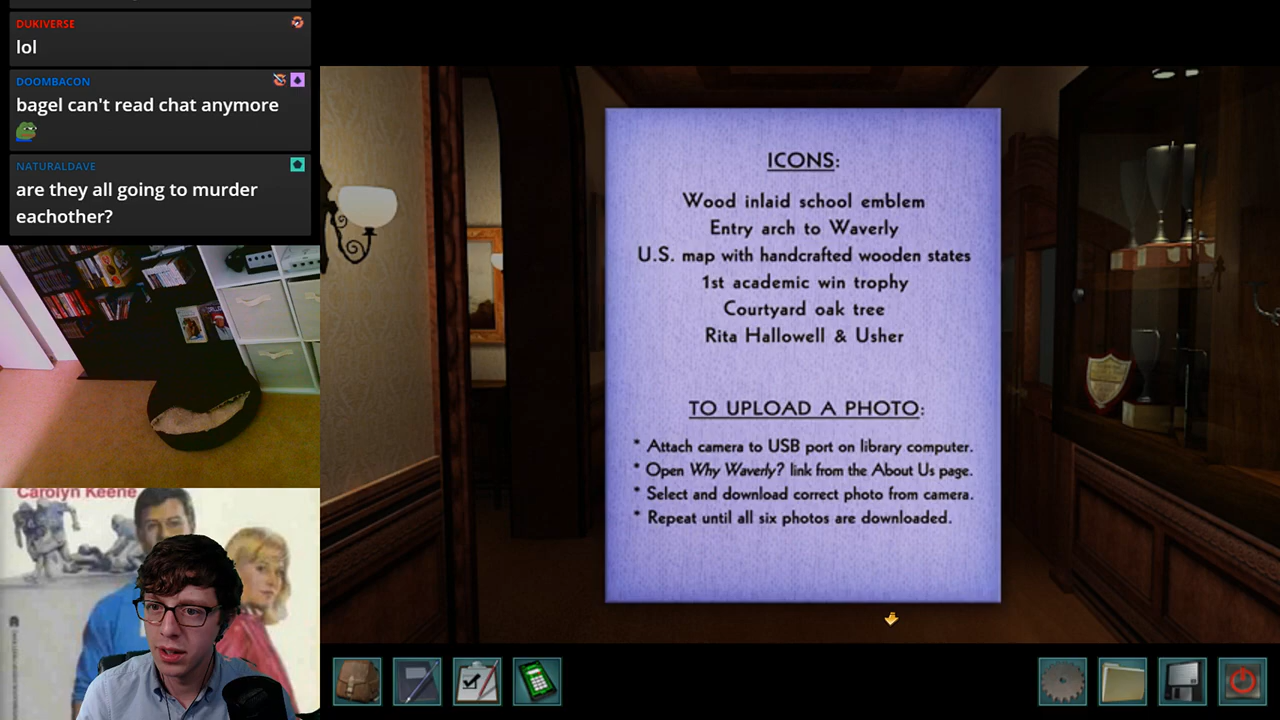 DUKIVERSE
lol
DOOMBACON
bagel can't read chat anymore
NATURALDAVE
are they all going to murder
eachother?
Carolyn Keene
ICONS:
Wood inlaid school emblem
Entry arch to Waverly
U.S. map with handcrafted wooden states
1st academic win trophy
Courtyard oak tree
Rita Hallowell & Usher
TO UPLOAD A PHOTO:
* Attach camera to USB port on library computer.
* Open Why Waverly? link from the About Us page.
* Select and download correct photo from camera.
* Repeat until all six photos are downloaded.